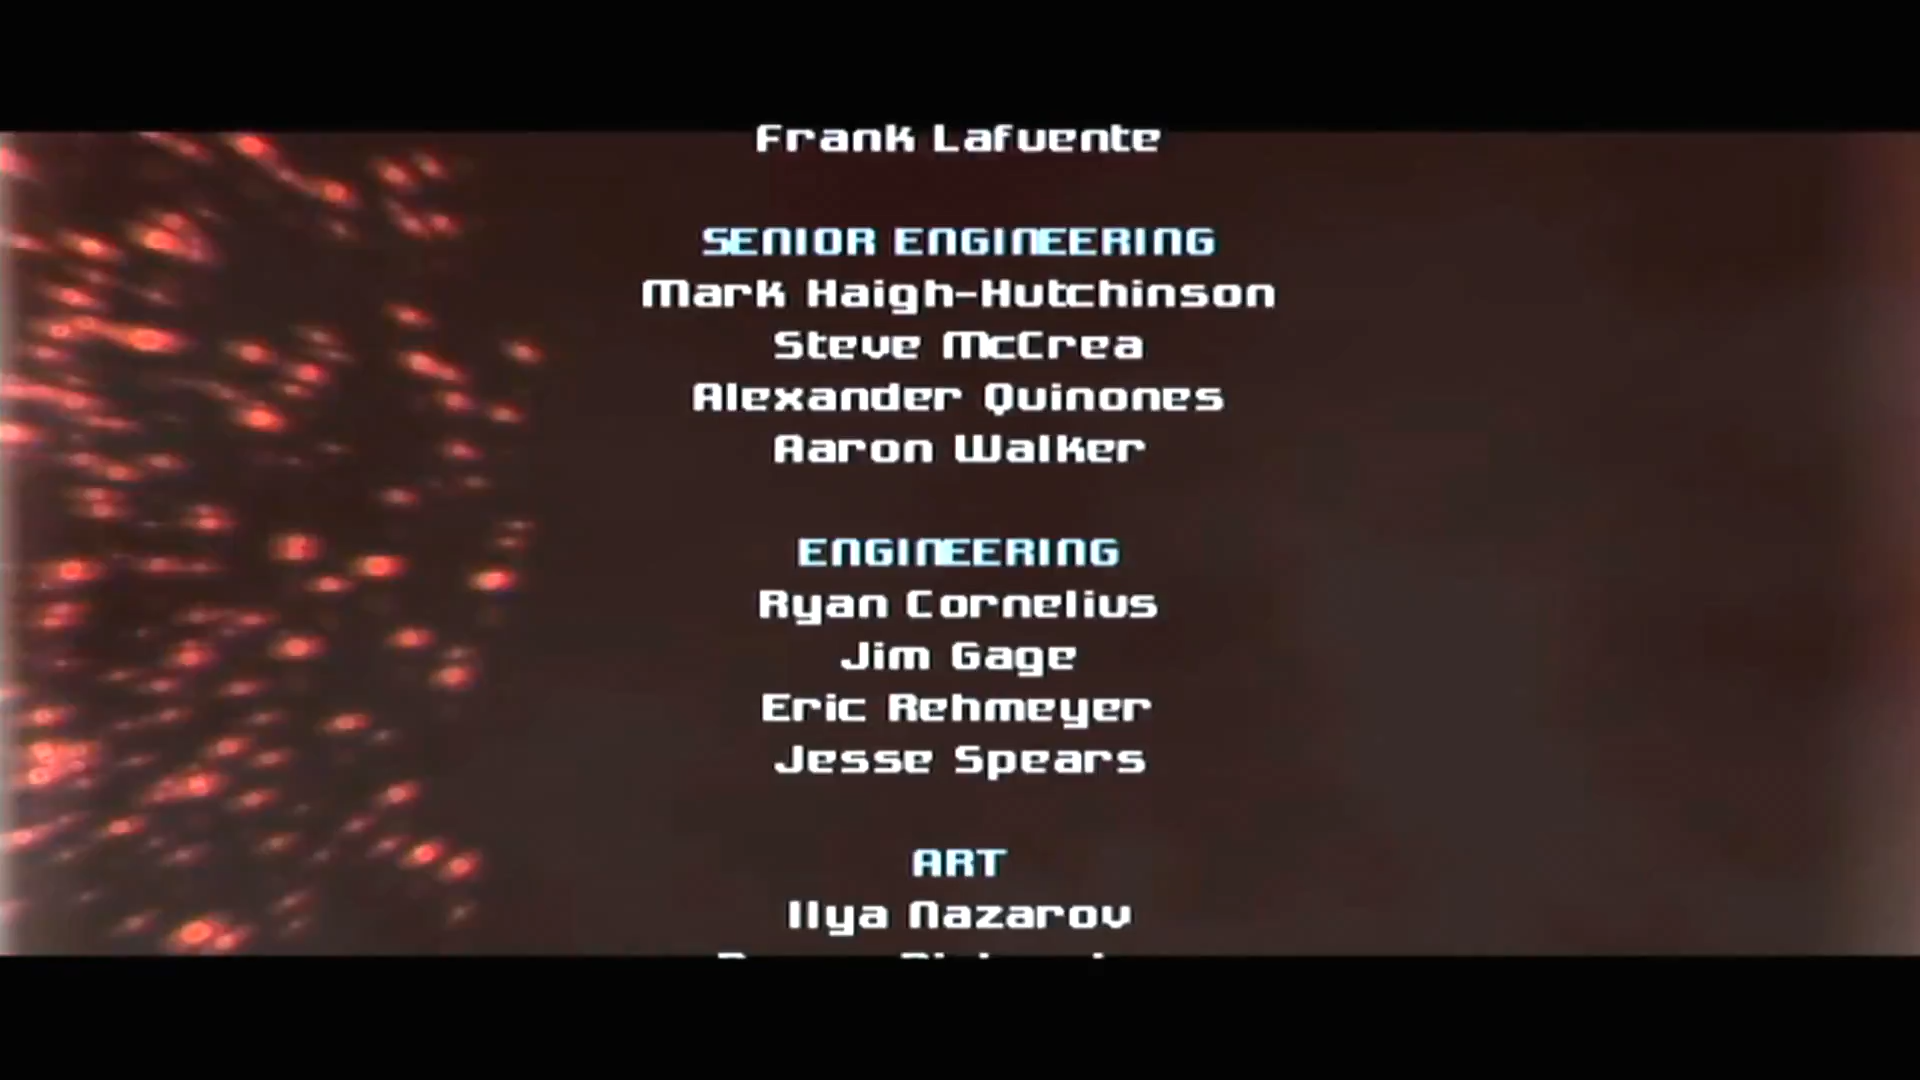 Frank Lafuente
SENIOR ENGINEERING
Mark Haigh-Hutchinson
Steve McCrea
Alexander Quinones
Aaron Walker
ENGINEERING
Ryan Cornelius
Jim Gage
Eric Rehmeyer
Jesse Spears
ART
Ilya Nazarov